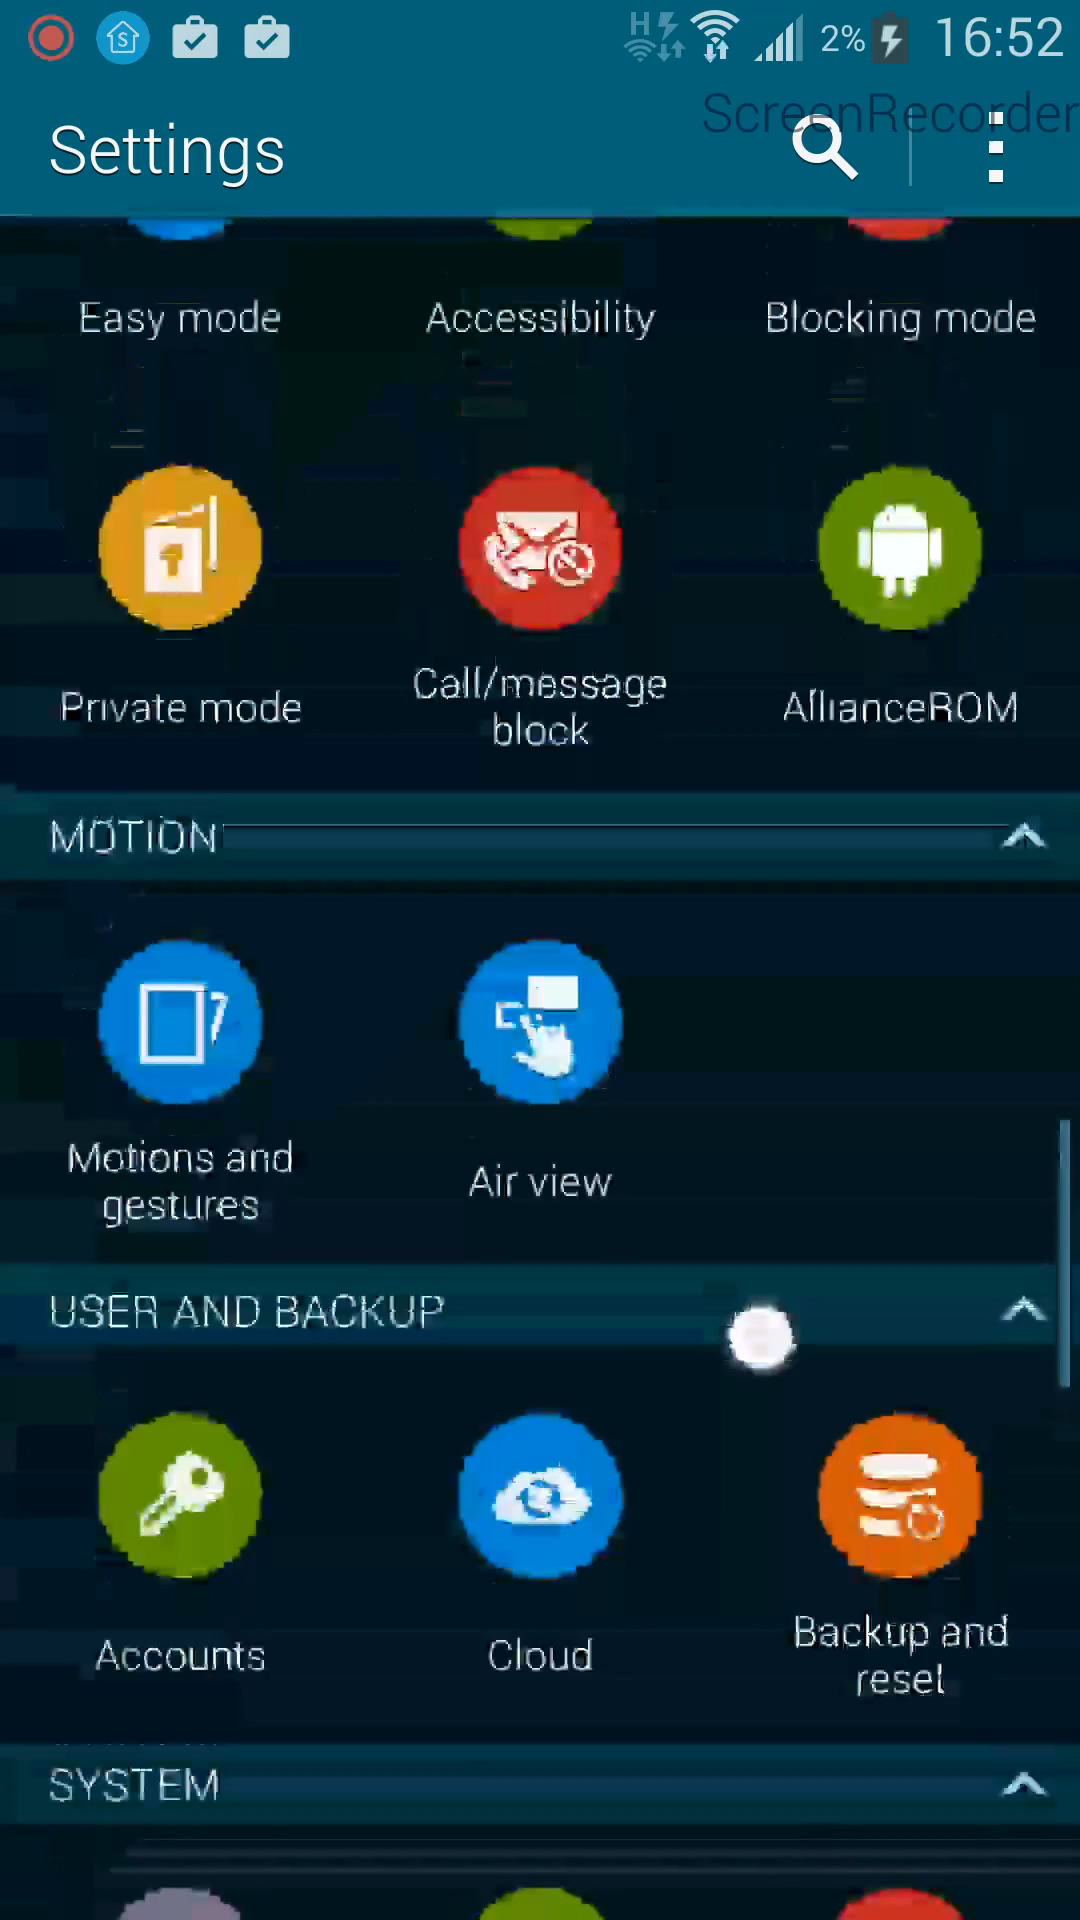 2% 16:52
ScreenRecorder
Settings
Easy mode Accessibility Blocking mode
Private mode Call/message block AllianceROM
MOTION
Motions and gestures Air view
USER AND BACKUP
Accounts Cloud Backup and reset
SYSTEM